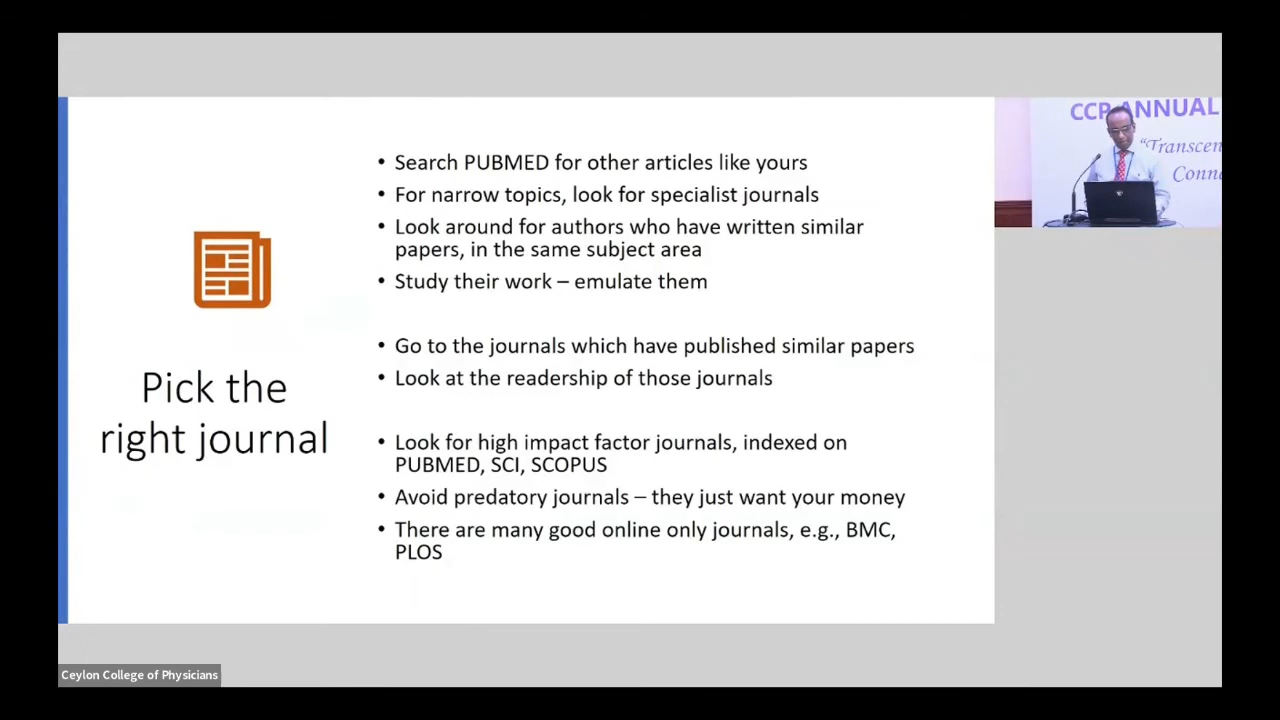 Pick the
right journal
• Search PUBMED for other articles like yours
• For narrow topics, look for specialist journals
• Look around for authors who have written similar
papers, in the same subject area
• Study their work – emulate them
• Go to the journals which have published similar papers
• Look at the readership of those journals
• Look for high impact factor journals, indexed on
PUBMED, SCI, SCOPUS
• Avoid predatory journals – they just want your money
• There are many good online only journals, e.g., BMC,
PLOS
CCP ANNUAL
“Transcen
Conne
Ceylon College of Physicians